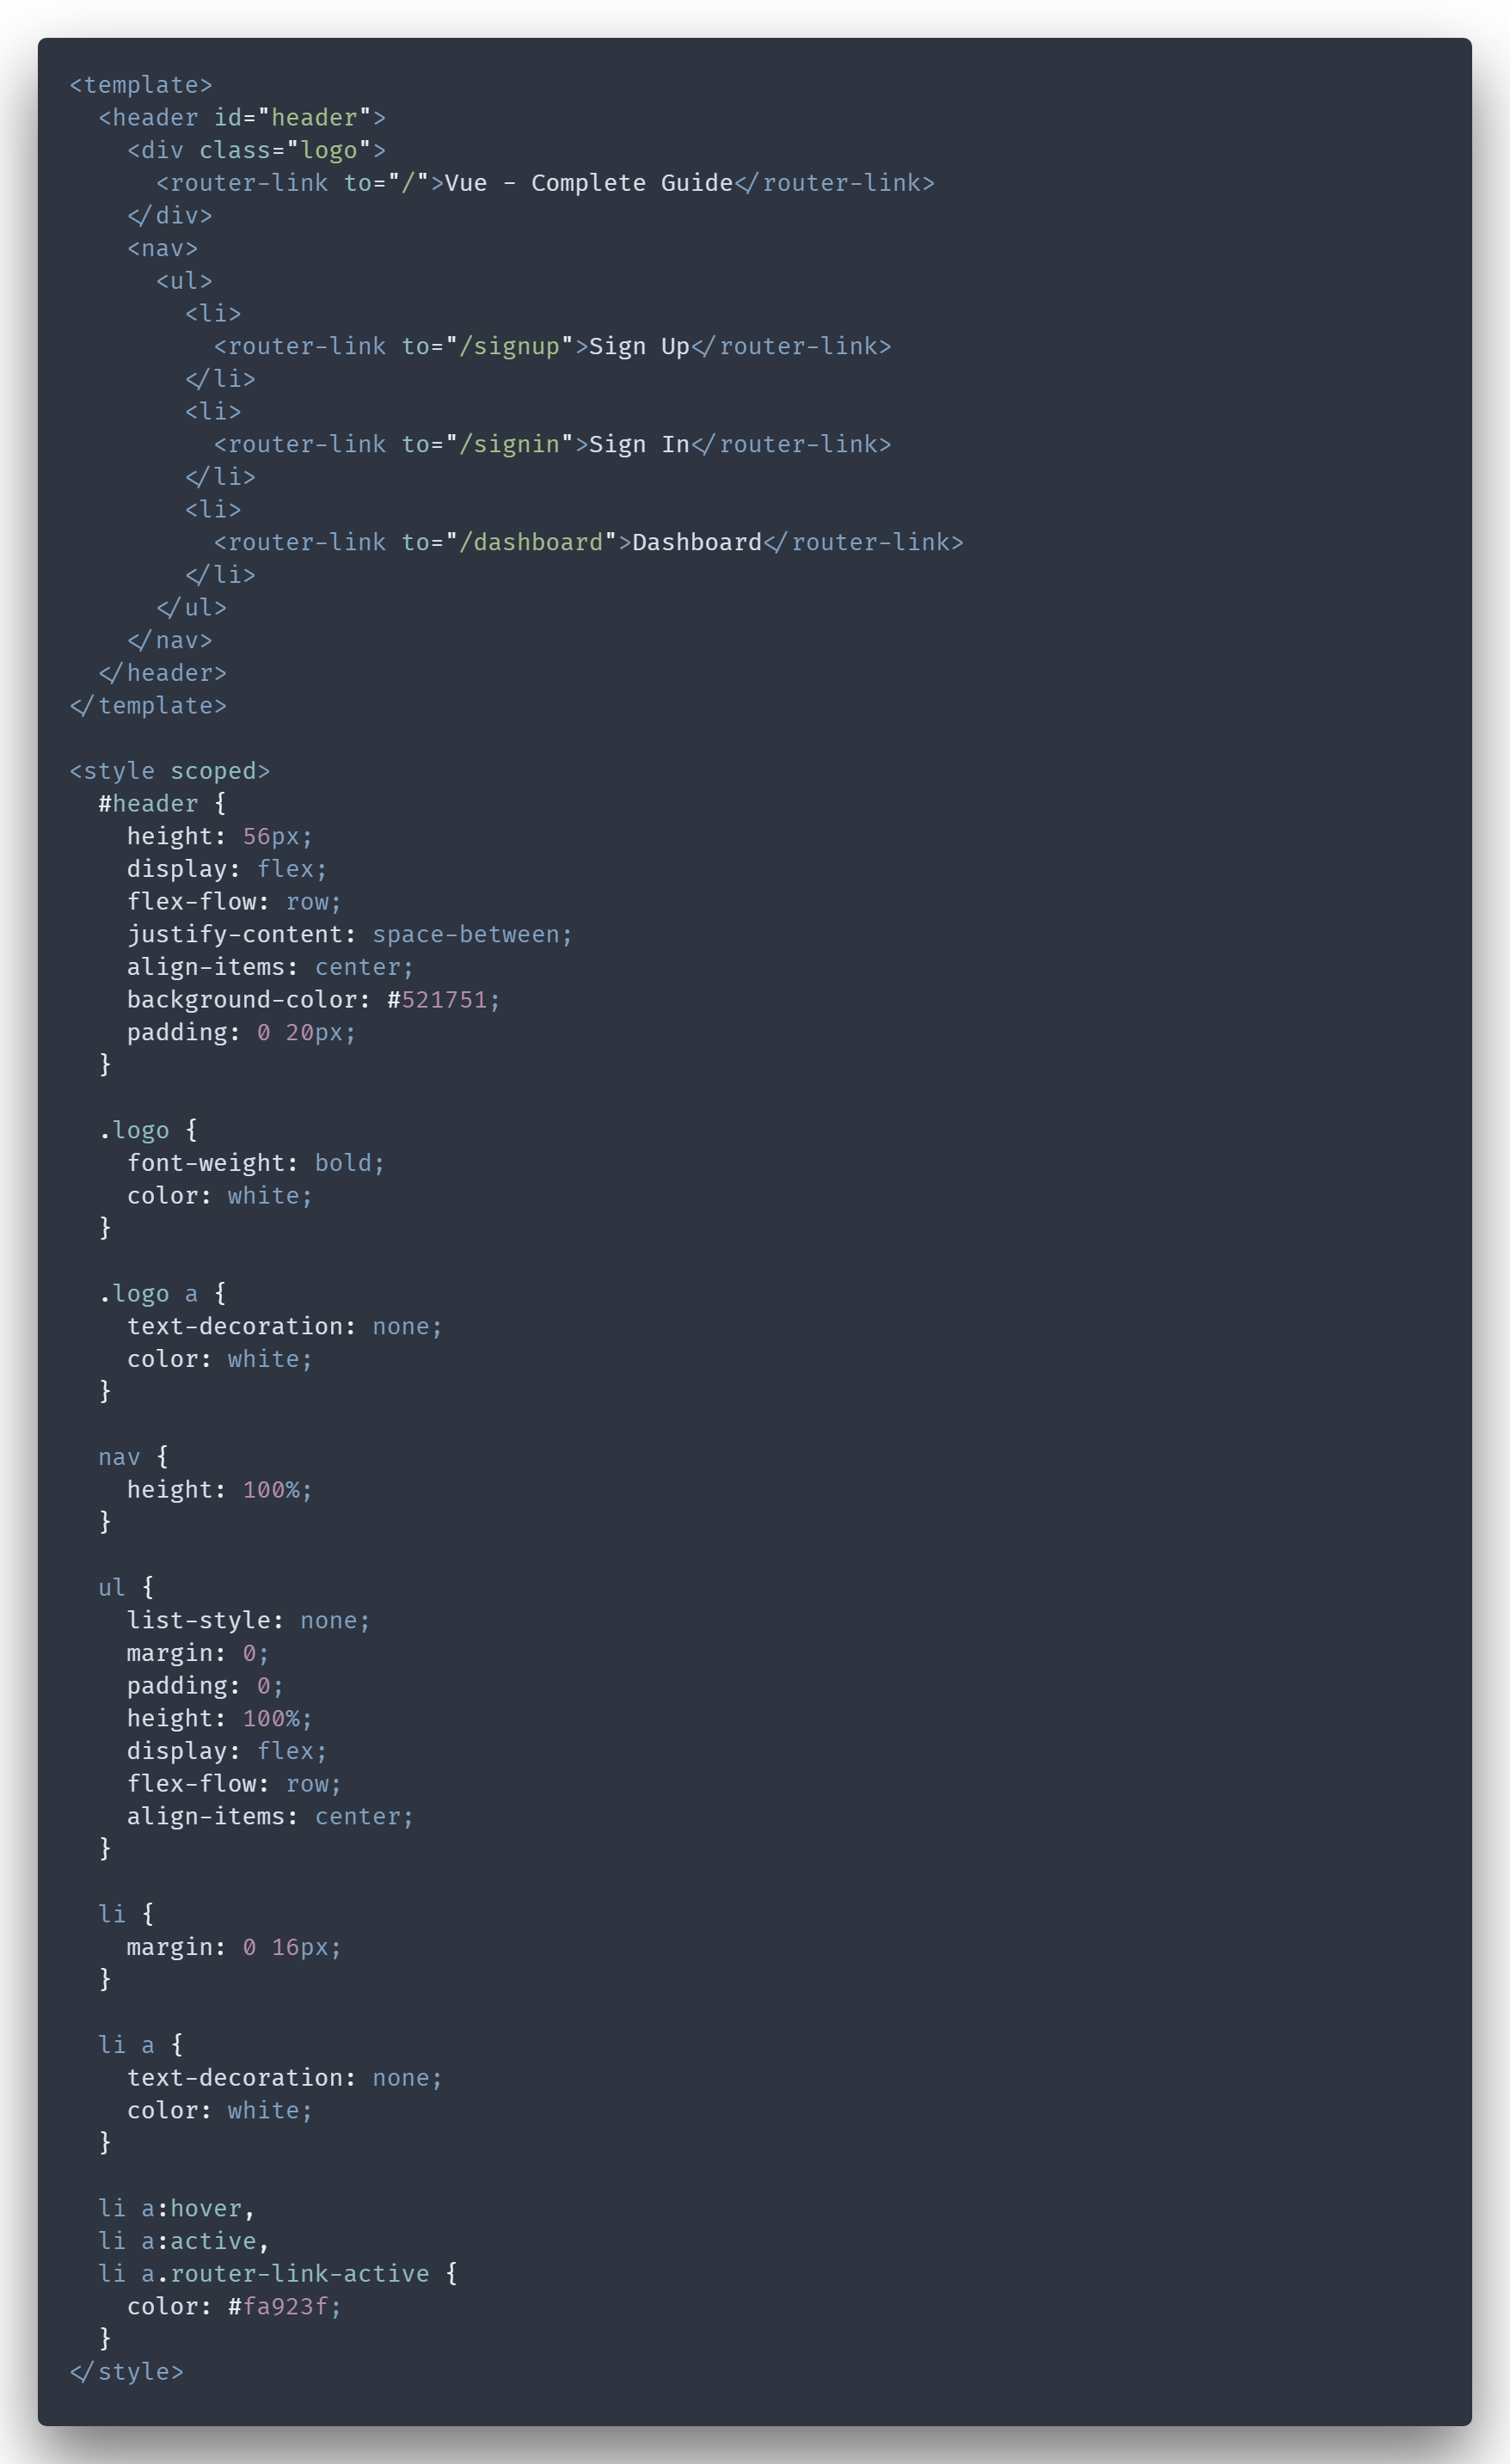 <template>
  <header id="header">
    <div class="logo">
      <router-link to="/">Vue - Complete Guide</router-link>
    </div>
    <nav>
      <ul>
        <li>
          <router-link to="/signup">Sign Up</router-link>
        </li>
        <li>
          <router-link to="/signin">Sign In</router-link>
        </li>
        <li>
          <router-link to="/dashboard">Dashboard</router-link>
        </li>
      </ul>
    </nav>
  </header>
</template>

<style scoped>
  #header {
    height: 56px;
    display: flex;
    flex-flow: row;
    justify-content: space-between;
    align-items: center;
    background-color: #521751;
    padding: 0 20px;
  }

  .logo {
    font-weight: bold;
    color: white;
  }

  .logo a {
    text-decoration: none;
    color: white;
  }

  nav {
    height: 100%;
  }

  ul {
    list-style: none;
    margin: 0;
    padding: 0;
    height: 100%;
    display: flex;
    flex-flow: row;
    align-items: center;
  }

  li {
    margin: 0 16px;
  }

  li a {
    text-decoration: none;
    color: white;
  }

  li a:hover,
  li a:active,
  li a.router-link-active {
    color: #fa923f;
  }
</style>